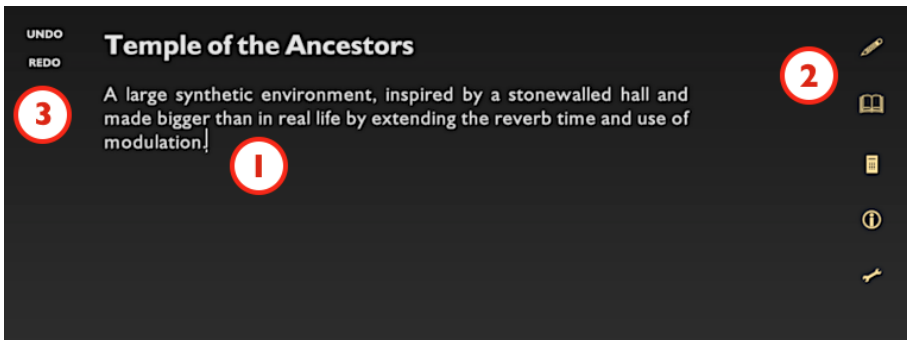 UNDO
REDO
Temple of the Ancestors
2
3
A large synthetic environment, inspired by a stonewalled hall and
made bigger than in real life by extending the reverb time and use of
modulation.
1